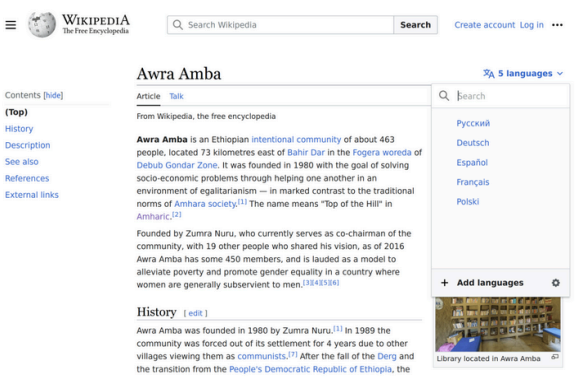 WIKIPEDIA
The Free Encyclopedia
Search Wikipedia
Search
Create account Log in •••
Awra Amba
5 languages
Contents [hide]
(Top)
History
Description
See also
References
External links
Article Talk
From Wikipedia, the free encyclopedia
Awra Amba is an Ethiopian intentional community of about 463
people, located 73 kilometres east of Bahir Dar in the Fogera woreda of
Debub Gondar Zone. It was founded in 1980 with the goal of solving
socio-economic problems through helping one another in an
environment of egalitarianism — in marked contrast to the traditional
norms of Amhara society.[1] The name means "Top of the Hill" in
Amharic.[2]
Founded by Zumra Nuru, who currently serves as co-chairman of the
community, with 19 other people who shared his vision, as of 2016
Awra Amba has some 450 members, and is lauded as a model to
alleviate poverty and promote gender equality in a country where
women are generally subservient to men.[3][4][5][6]
History [ edit ]
Awra Amba was founded in 1980 by Zumra Nuru.[1] In 1989 the
community was forced out of its settlement for 4 years due to other
villages viewing them as communists.[7] After the fall of the Derg and
the transition from the People's Democratic Republic of Ethiopia, the
Search
Русский
Deutsch
Español
Français
Polski
+ Add languages
Library located in Awra Amba